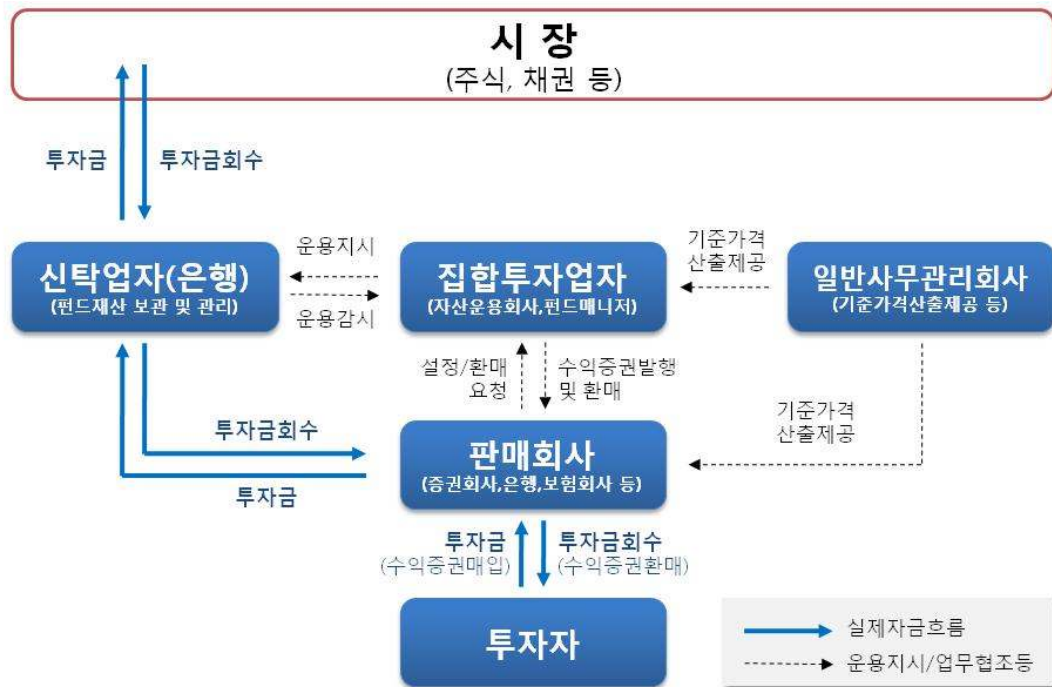 시 장
(주식, 채권 등)
투자금
투자금회수
신탁업자(은행)
(펀드재산 보관 및 관리)
운용지시
운용감시
집합투자업자
(자산운용회사,펀드매니저)
기준가격
산출제공
일반사무관리회사
(기준가격산출제공 등)
설정/환매
요청
수익증권발행
및 환매
기준가격
산출제공
투자금회수
투자금
판매회사
(증권회사,은행,보험회사 등)
투자금
(수익증권매입)
투자금회수
(수익증권환매)
투자자
실제자금흐름
운용지시/업무협조등